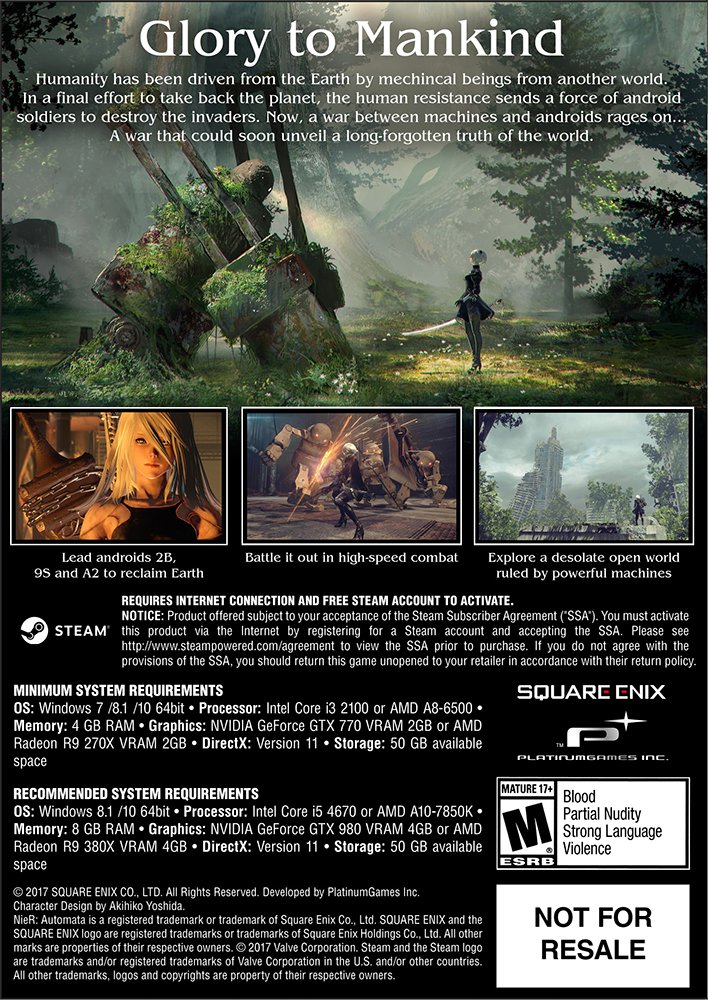 Glory to Mankind
Humanity has been driven from the Earth by mechincal beings from another world.
In a final effort to take back the planet, the human resistance sends a force of android
soldiers to destroy the invaders. Now, a war between machines and androids rages on...
A war that could soon unveil a long-forgotten truth of the world.
Lead androids 2B,
9S and A2 to reclaim Earth
Battle it out in high-speed combat
Explore a desolate open world
ruled by powerful machines
STEAM
REQUIRES INTERNET CONNECTION AND FREE STEAM ACCOUNT TO ACTIVATE.
NOTICE: Product offered subject to your acceptance of the Steam Subscriber Agreement ("SSA"). You must activate
this product via the Internet by registering for a Steam account and accepting the SSA. Please see
http://www.steampowered.com/agreement to view the SSA prior to purchase. If you do not agree with the
provisions of the SSA, you should return this game unopened to your retailer in accordance with their return policy.
MINIMUM SYSTEM REQUIREMENTS
OS: Windows 7 /8.1 /10 64bit • Processor: Intel Core i3 2100 or AMD A8-6500 •
Memory: 4 GB RAM • Graphics: NVIDIA GeForce GTX 770 VRAM 2GB or AMD
Radeon R9 270X VRAM 2GB • DirectX: Version 11 • Storage: 50 GB available
space
RECOMMENDED SYSTEM REQUIREMENTS
OS: Windows 8.1 /10 64bit • Processor: Intel Core i5 4670 or AMD A10-7850K •
Memory: 8 GB RAM • Graphics: NVIDIA GeForce GTX 980 VRAM 4GB or AMD
Radeon R9 380X VRAM 4GB • DirectX: Version 11 • Storage: 50 GB available
space
SQUARE ENIX
TM P
PLATINUMGAMES INC.
MATURE 17+
M
ESRB
Blood
Partial Nudity
Strong Language
Violence
© 2017 SQUARE ENIX CO., LTD. All Rights Reserved. Developed by PlatinumGames Inc.
Character Design by Akihiko Yoshida.
NieR: Automata is a registered trademark or trademark of Square Enix Co., Ltd. SQUARE ENIX and the
SQUARE ENIX logo are registered trademarks or trademarks of Square Enix Holdings Co., Ltd. All other
marks are properties of their respective owners. © 2017 Valve Corporation. Steam and the Steam logo
are trademarks and/or registered trademarks of Valve Corporation in the U.S. and/or other countries.
All other trademarks, logos and copyrights are property of their respective owners.
NOT FOR
RESALE